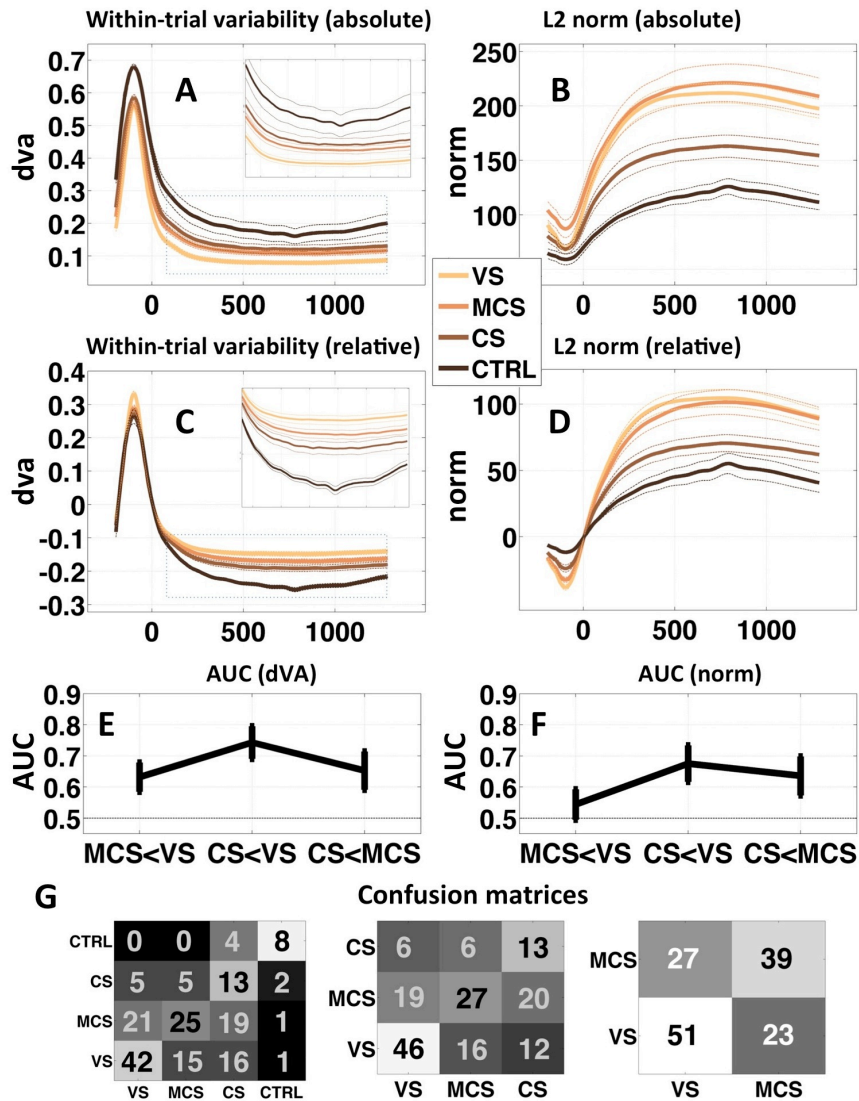 Within-trial variability (absolute)
L2 norm (absolute)
A
B
dva
0.7
0.6
0.5
0.4
0.3
0.2
0.1
0 500 1000
norm
250
200
150
100
0 500 1000
VS
MCS
CS
CTRL
Within-trial variability (relative)
L2 norm (relative)
C
D
dva
0.4
0.3
0.2
0.1
0
-0.1
-0.2
-0.3
0 500 1000
norm
100
50
0
0 500 1000
AUC (dVA)
AUC (norm)
E
F
AUC
0.9
0.8
0.7
0.6
0.5
MCS<VS CS<VS CS<MCS
AUC
0.9
0.8
0.7
0.6
0.5
MCS<VS CS<VS CS<MCS
G
Confusion matrices
CTRL 0 0 4 8
CS 5 5 13 2
MCS 21 25 19 1
VS 42 15 16 1
VS MCS CS CTRL
CS 6 6 13
MCS 19 27 20
VS 46 16 12
VS MCS CS
MCS 27 39
VS 51 23
VS MCS